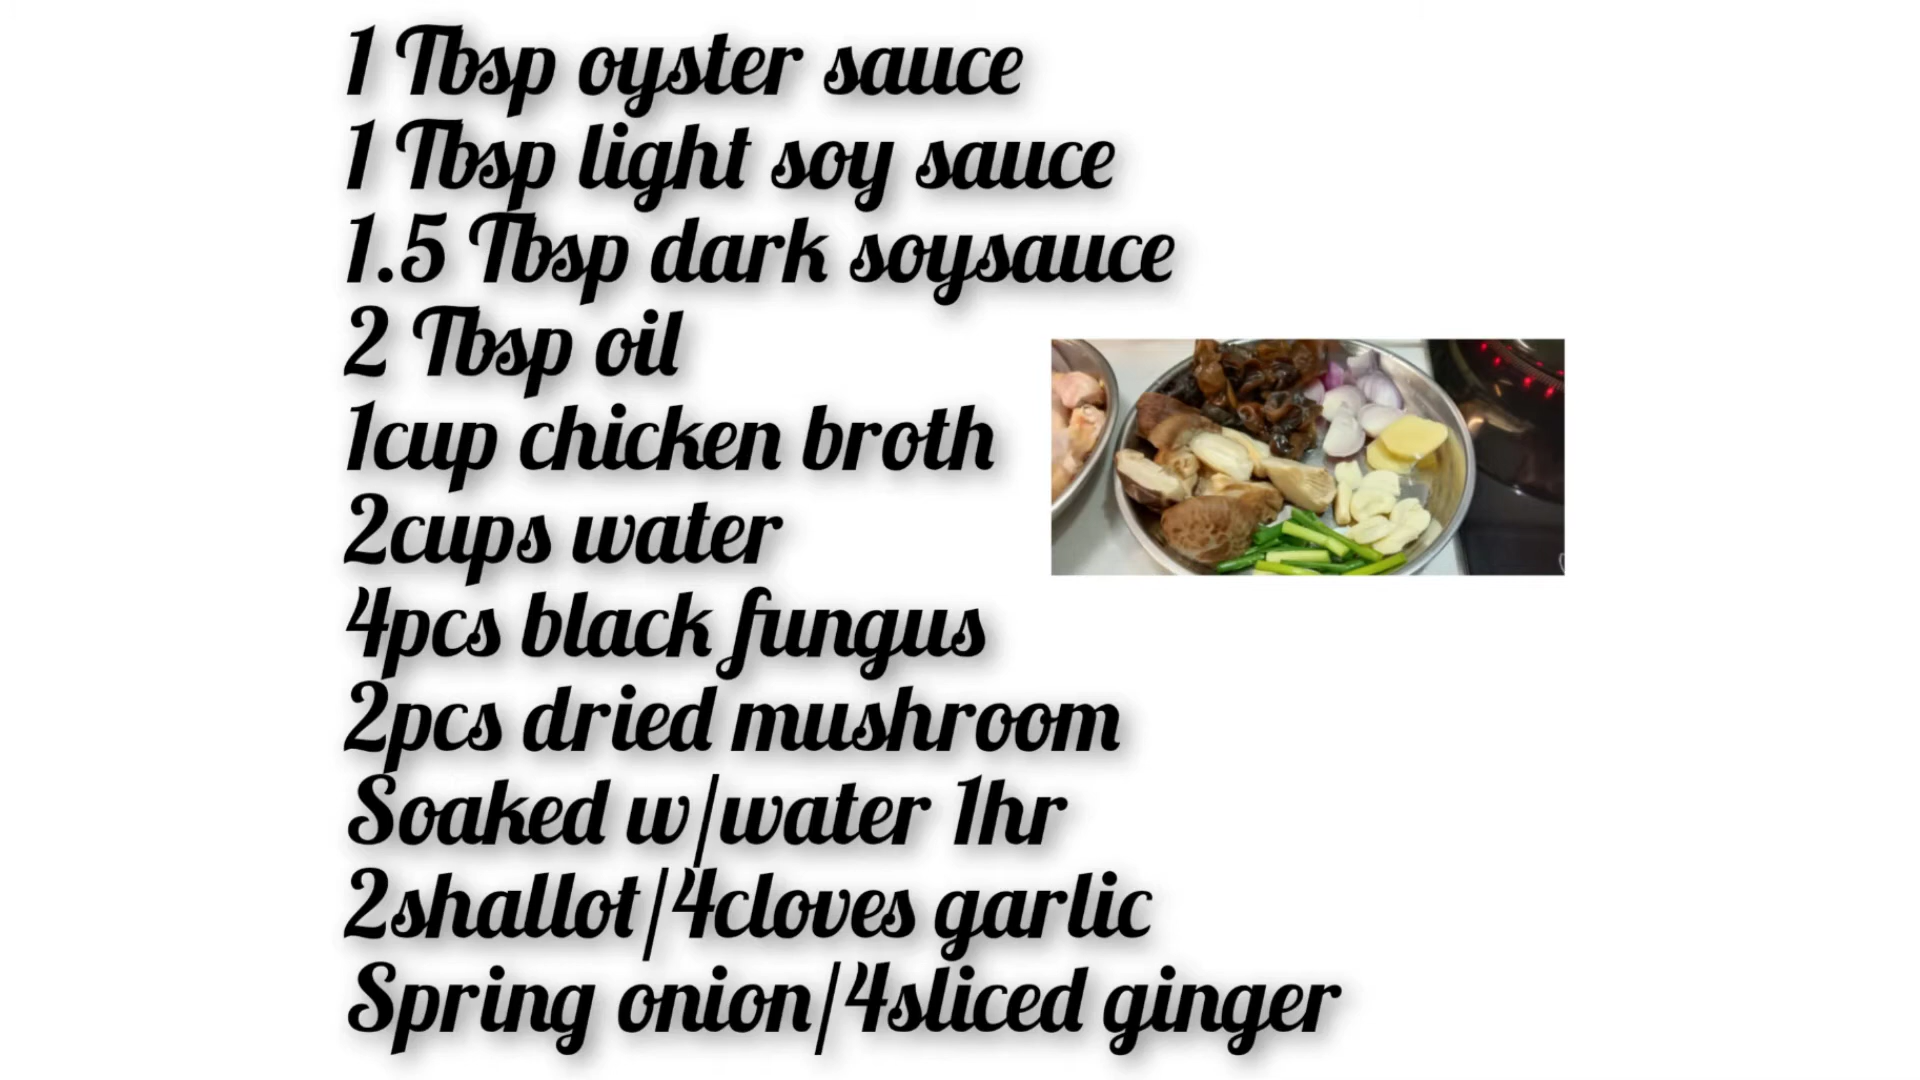 1 Tbsp oyster sauce
1 Tbsp light soy sauce
1.5 Tbsp dark soysauce
2 Tbsp oil
1cup chicken broth
2cups water
4pcs black fungus
2pcs dried mushroom
Soaked w/water 1hr
2shallot/4cloves garlic
Spring onion/4sliced ginger